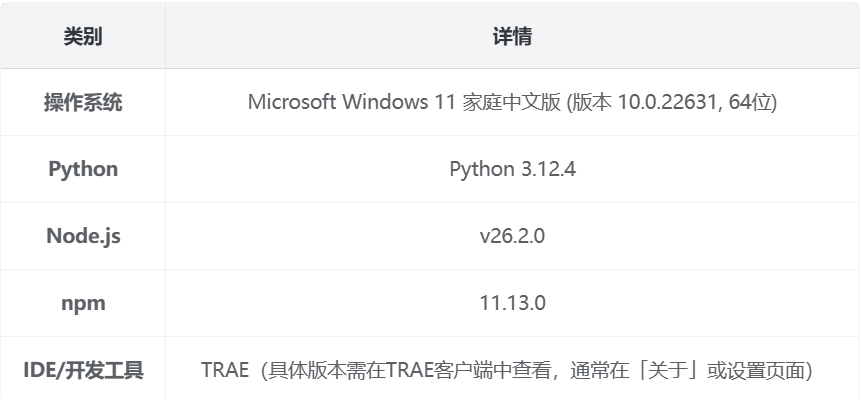 类别 详情
操作系统 Microsoft Windows 11 家庭中文版 (版本 10.0.22631, 64位)
Python Python 3.12.4
Node.js v26.2.0
npm 11.13.0
IDE/开发工具 TRAE（具体版本需在TRAE客户端中查看，通常在「关于」或设置页面）